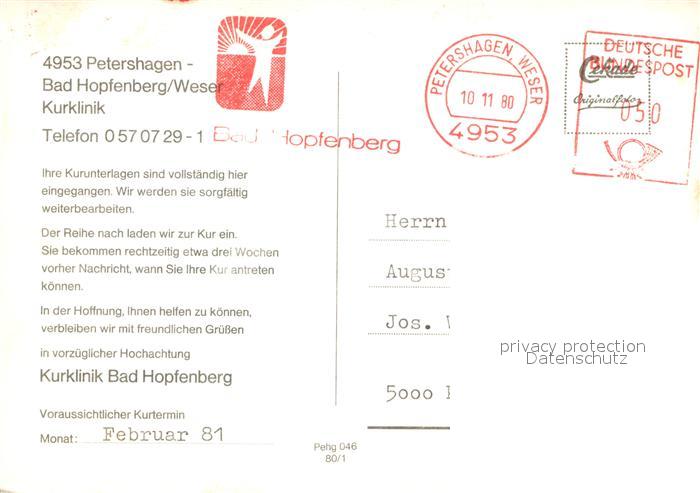 4953 Petershagen -
Bad Hopfenberg/Weser
Kurklinik
Telefon 0 57 07 29 - 1
Bad Hopfenberg
PETERSHAGEN, WESER
10 11 80
4953
DEUTSCHE
BUNDESPOST
050
Cekade
Originalfoto
Ihre Kurunterlagen sind vollständig hier
eingegangen. Wir werden sie sorgfältig
weiterbearbeiten.
Der Reihe nach laden wir zur Kur ein.
Sie bekommen rechtzeitig etwa drei Wochen
vorher Nachricht, wann Sie Ihre Kur antreten
können.
In der Hoffnung, Ihnen helfen zu können,
verbleiben wir mit freundlichen Grüßen
in vorzüglicher Hochachtung
Kurklinik Bad Hopfenberg
Voraussichtlicher Kurtermin
Monat: Februar 81
Pehg 046
80/1
Herrn
Augus
Jos.
5000
privacy protection
Datenschutz